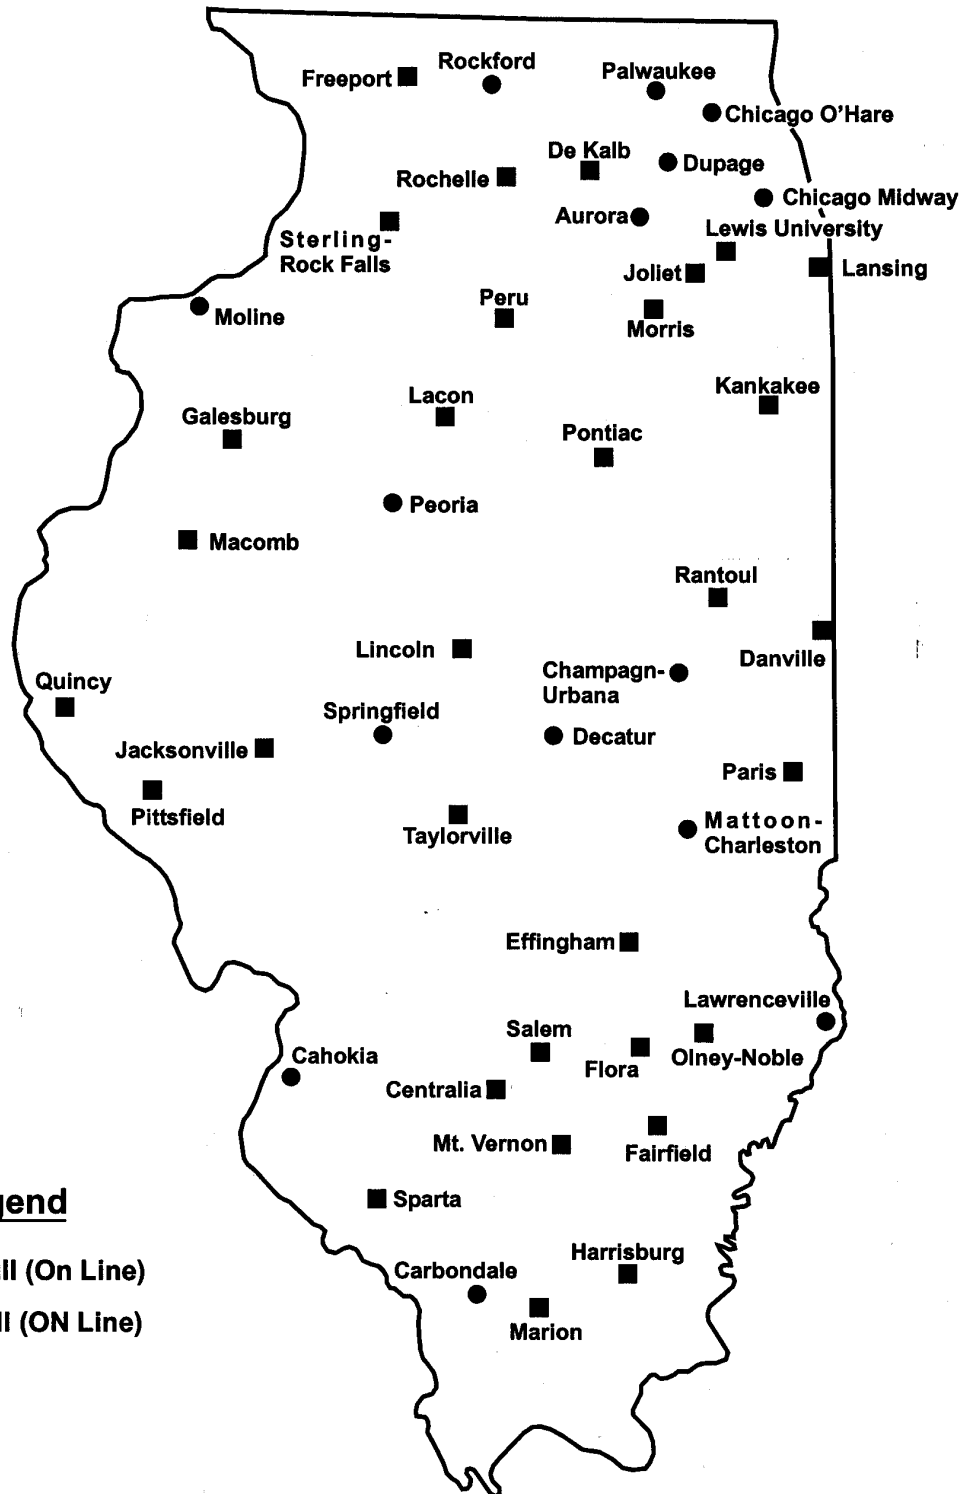 Rockford
Freeport
Palwaukee
Chicago O'Hare
De Kalb
Dupage
Rochelle
Chicago Midway
Aurora
Lewis University
Sterling-
Rock Falls
Joliet
Lansing
Peru
Moline
Morris
Kankakee
Lacon
Galesburg
Pontiac
Peoria
Macomb
Rantoul
Lincoln
Danville
Champagn-
Urbana
Quincy
Springfield
Decatur
Jacksonville
Paris
Pittsfield
Mattoon-
Charleston
Taylorville
Effingham
Lawrenceville
Salem
Olney-Noble
Flora
Cahokia
Centralia
Mt. Vernon
Fairfield
Sparta
gend
Harrisburg
ll (On Line)
Carbondale
ll (ON Line)
Marion